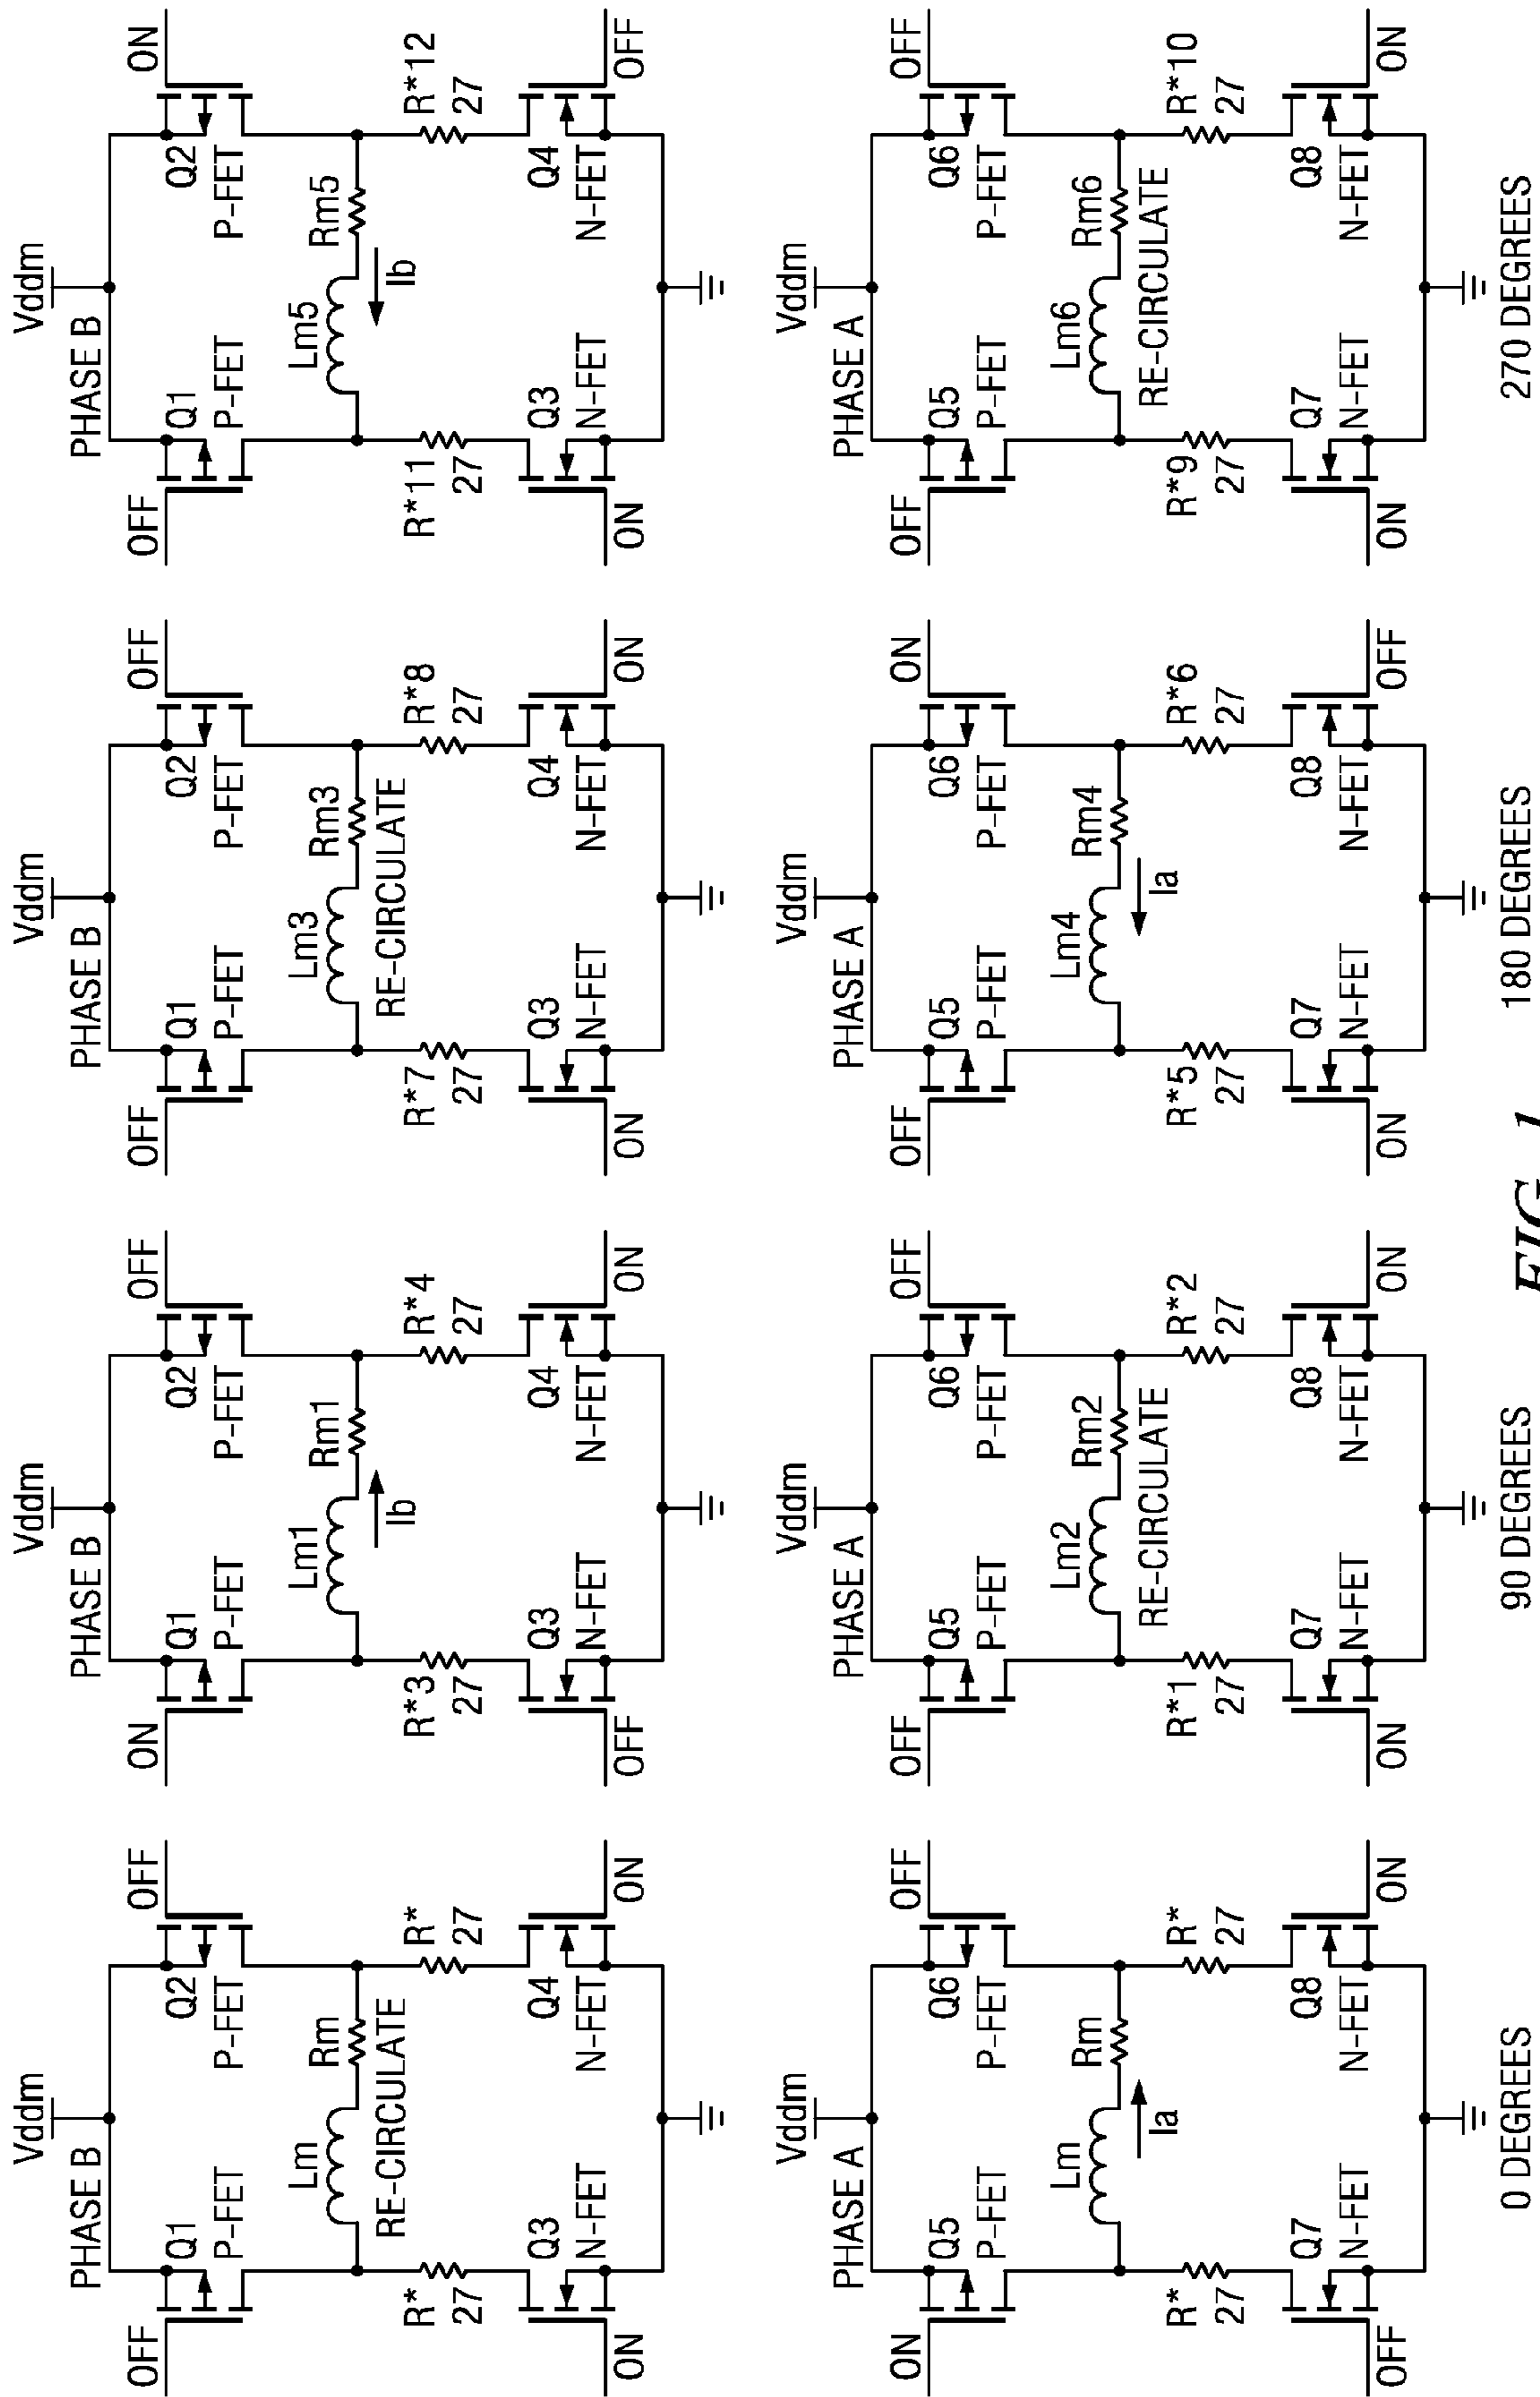 Vddm
PHASE B
OFF
OFF
Q1
Q2
P-FET
P-FET
Lm
Rm
RE-CIRCULATE
R*
27
R*
27
Q3
Q4
N-FET
N-FET
ON
ON
Vddm
PHASE B
ON
OFF
Q1
Q2
P-FET
P-FET
Lm1
Rm1
Ib
R*3
27
R*4
27
Q3
Q4
N-FET
N-FET
OFF
ON
Vddm
PHASE B
OFF
OFF
Q1
Q2
P-FET
P-FET
Lm3
Rm3
RE-CIRCULATE
R*7
27
R*8
27
Q3
Q4
N-FET
N-FET
ON
ON
Vddm
PHASE B
OFF
ON
Q1
Q2
P-FET
P-FET
Lm5
Rm5
Ib
R*11
27
R*12
27
Q3
Q4
N-FET
N-FET
ON
OFF
Vddm
PHASE A
ON
OFF
Q5
Q6
P-FET
P-FET
Lm
Rm
Ia
R*
27
R*
27
Q7
Q8
N-FET
N-FET
OFF
ON
0 DEGREES
Vddm
PHASE A
OFF
OFF
Q5
Q6
P-FET
P-FET
Lm2
Rm2
RE-CIRCULATE
R*1
27
R*2
27
Q7
Q8
N-FET
N-FET
ON
ON
90 DEGREES
Vddm
PHASE A
OFF
ON
Q5
Q6
P-FET
P-FET
Lm4
Rm4
Ia
R*5
27
R*6
27
Q7
Q8
N-FET
N-FET
ON
OFF
180 DEGREES
Vddm
PHASE A
OFF
OFF
Q5
Q6
P-FET
P-FET
Lm6
Rm6
RE-CIRCULATE
R*9
27
R*10
27
Q7
Q8
N-FET
N-FET
ON
ON
270 DEGREES
FIG. 1